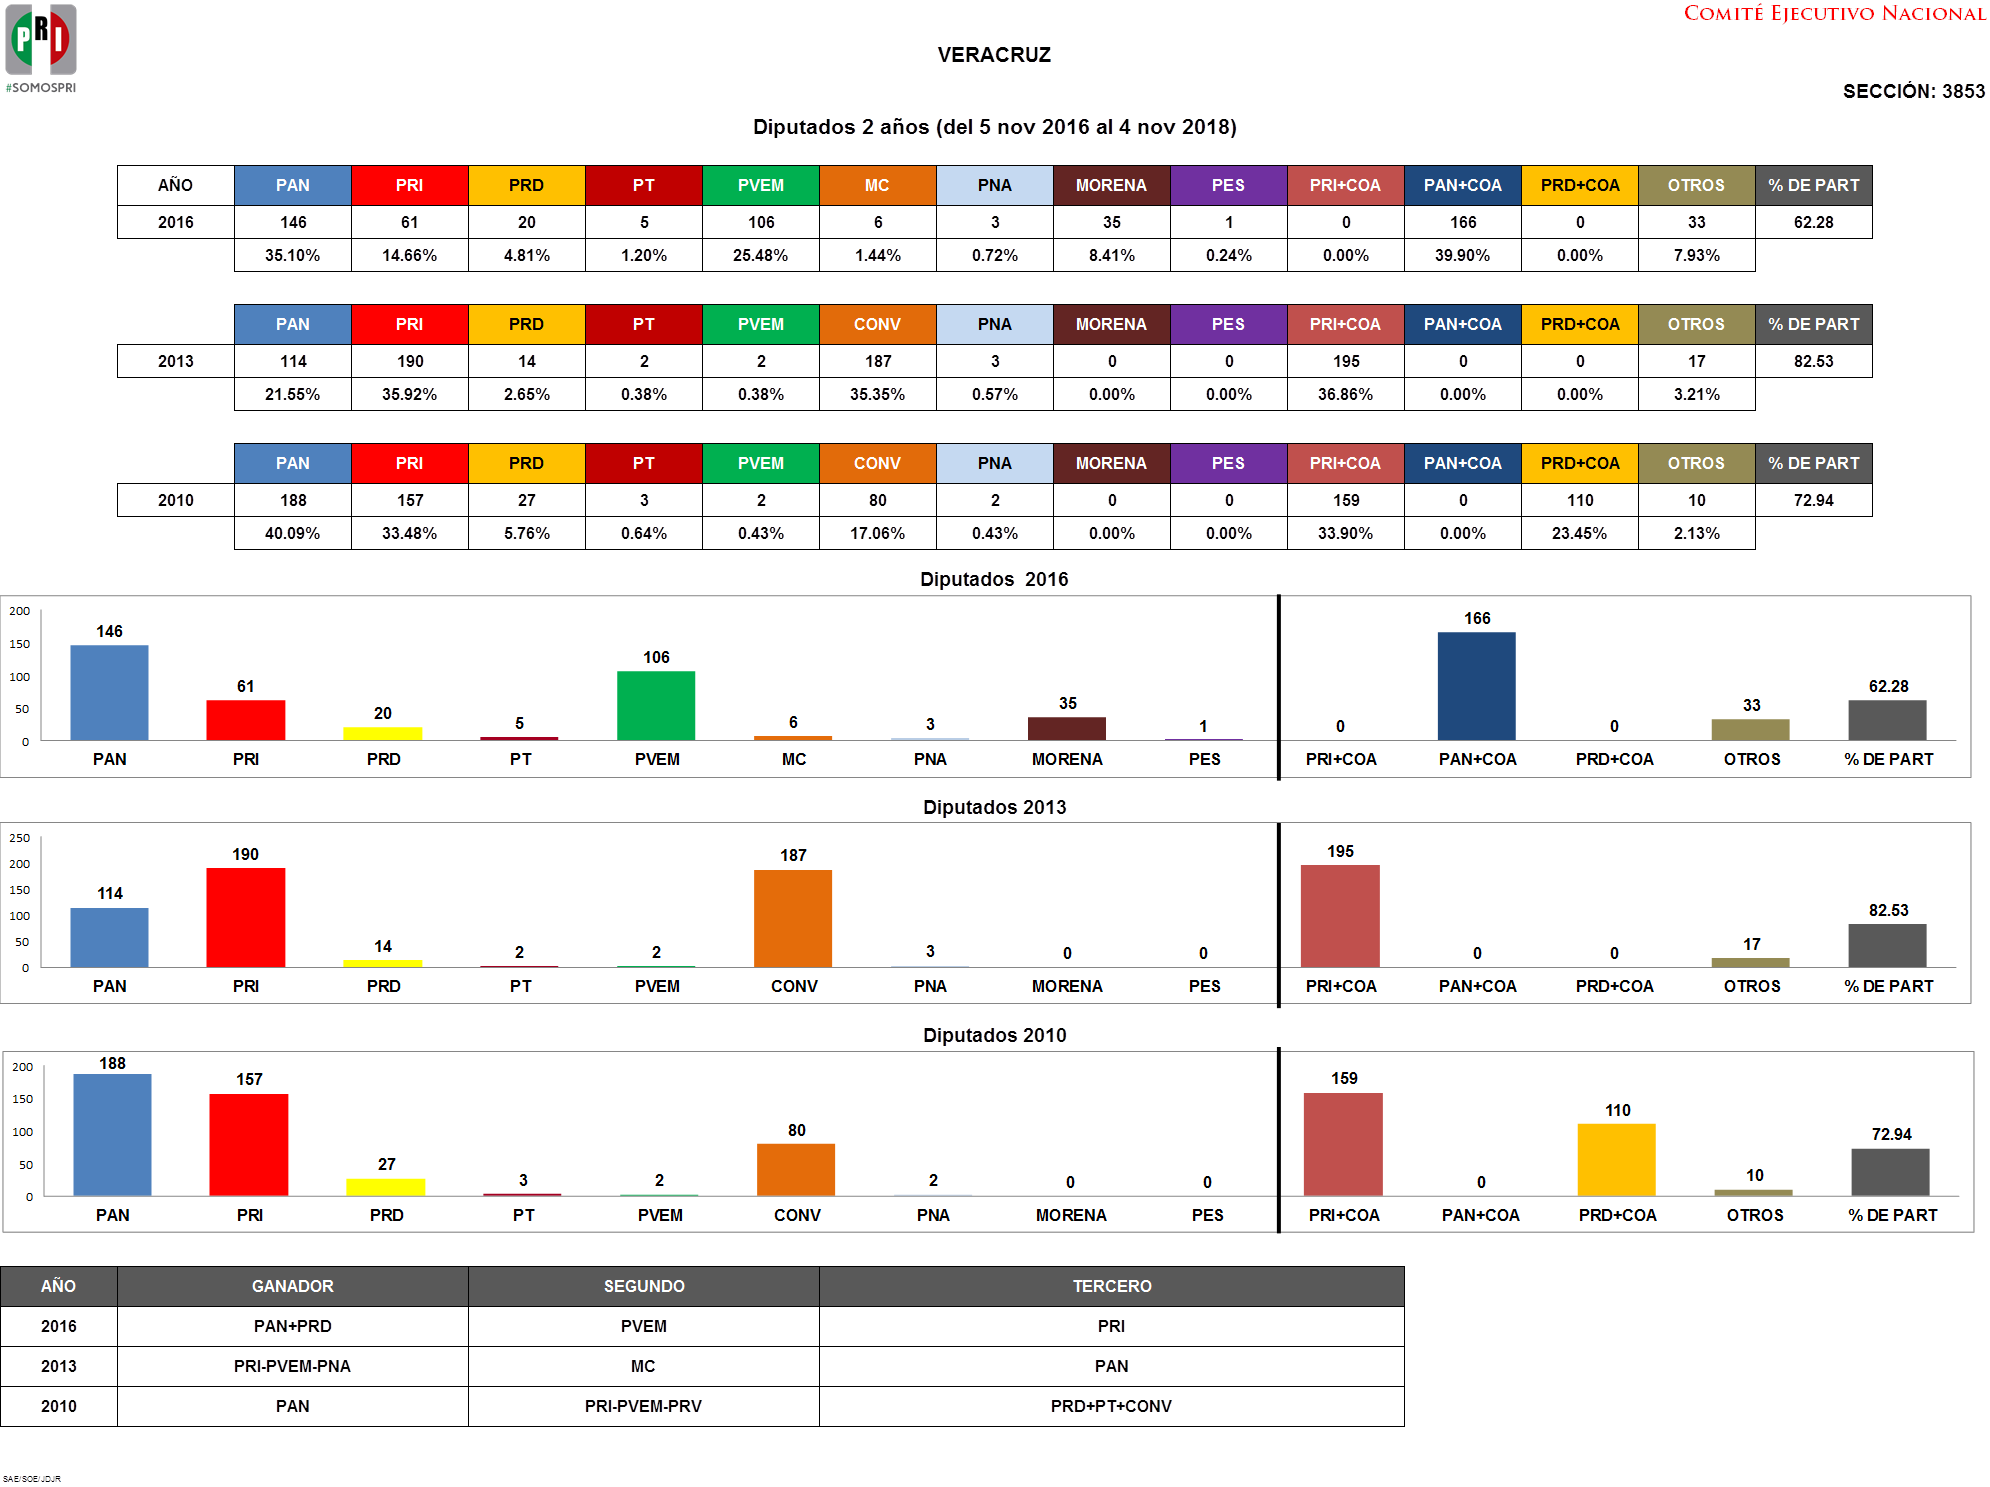 PRI
#SOMOSPRI
COMITÉ EJECUTIVO NACIONAL
VERACRUZ
SECCIÓN: 3853
Diputados 2 años (del 5 nov 2016 al 4 nov 2018)
AÑO PAN PRI PRD PT PVEM MC PNA MORENA PES PRI+COA PAN+COA PRD+COA OTROS % DE PART
2016 146 61 20 5 106 6 3 35 1 0 166 0 33 62.28
35.10% 14.66% 4.81% 1.20% 25.48% 1.44% 0.72% 8.41% 0.24% 0.00% 39.90% 0.00% 7.93%
PAN PRI PRD PT PVEM CONV PNA MORENA PES PRI+COA PAN+COA PRD+COA OTROS % DE PART
2013 114 190 14 2 2 187 3 0 0 195 0 0 17 82.53
21.55% 35.92% 2.65% 0.38% 0.38% 35.35% 0.57% 0.00% 0.00% 36.86% 0.00% 0.00% 3.21%
PAN PRI PRD PT PVEM CONV PNA MORENA PES PRI+COA PAN+COA PRD+COA OTROS % DE PART
2010 188 157 27 3 2 80 2 0 0 159 0 110 10 72.94
40.09% 33.48% 5.76% 0.64% 0.43% 17.06% 0.43% 0.00% 0.00% 33.90% 0.00% 23.45% 2.13%
Diputados 2016
200
150
100
50
0
146 61 20 5 106 6 3 35 1 0 166 0 33 62.28
PAN PRI PRD PT PVEM MC PNA MORENA PES PRI+COA PAN+COA PRD+COA OTROS % DE PART
Diputados 2013
250
200
150
100
50
0
114 190 14 2 2 187 3 0 0 195 0 0 17 82.53
PAN PRI PRD PT PVEM CONV PNA MORENA PES PRI+COA PAN+COA PRD+COA OTROS % DE PART
Diputados 2010
200
150
100
50
0
188 157 27 3 2 80 2 0 0 159 0 110 10 72.94
PAN PRI PRD PT PVEM CONV PNA MORENA PES PRI+COA PAN+COA PRD+COA OTROS % DE PART
AÑO GANADOR SEGUNDO TERCERO
2016 PAN+PRD PVEM PRI
2013 PRI-PVEM-PNA MC PAN
2010 PAN PRI-PVEM-PRV PRD+PT+CONV
SAE/SOE/JDJR